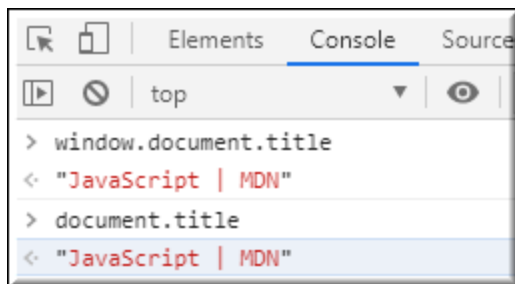 Elements Console Source
top
> window.document.title
<· "JavaScript | MDN"
> document.title
<· "JavaScript | MDN"